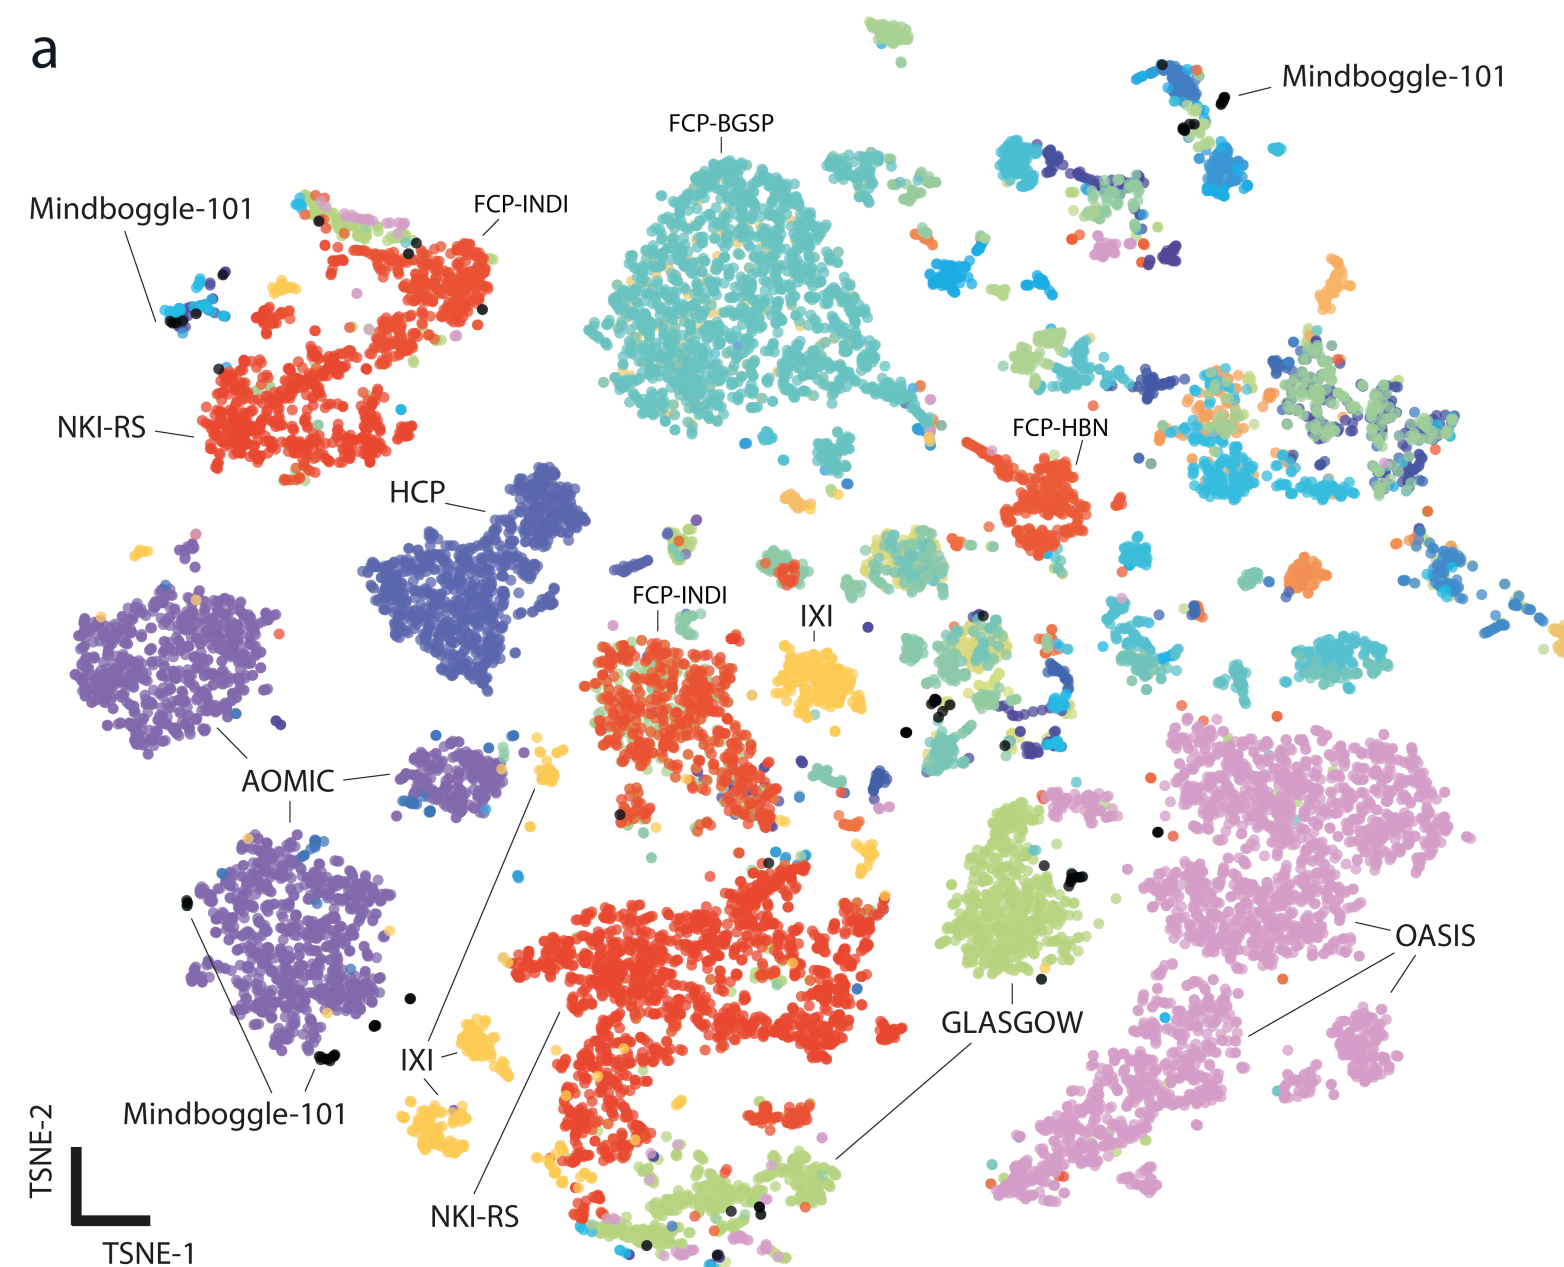 a
Mindboggle-101
FCP-BGSP
Mindboggle-101
FCP-INDI
NKI-RS
FCP-HBN
HCP
FCP-INDI
IXI
AOMIC
OASIS
GLASGOW
IXI
Mindboggle-101
NKI-RS
TSNE-2
TSNE-1